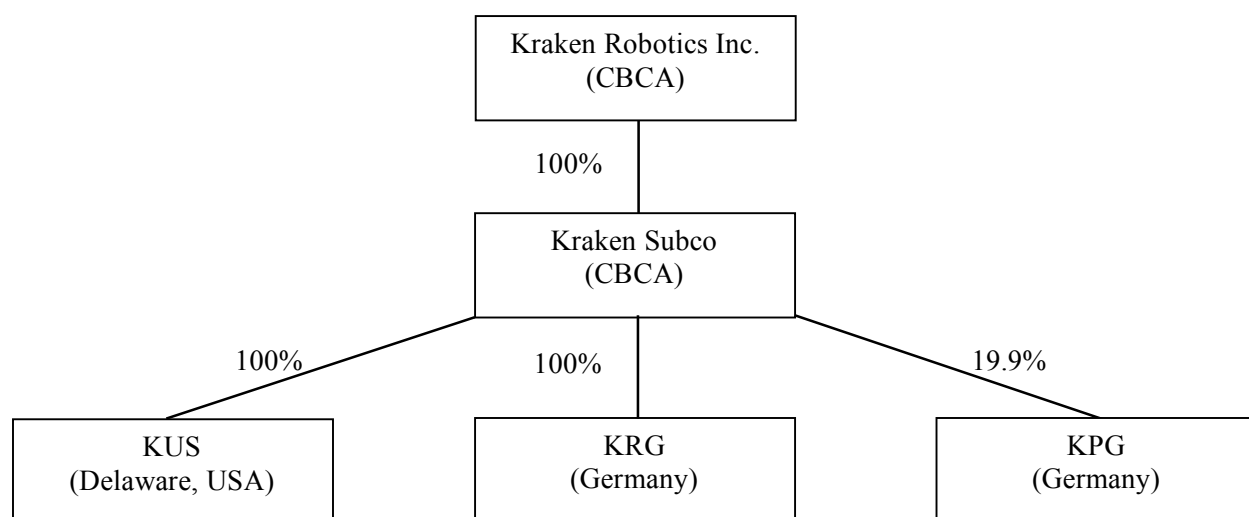 Kraken Robotics Inc.
(CBCA)
100%
Kraken Subco
(CBCA)
100%
100%
19.9%
KUS
(Delaware, USA)
KRG
(Germany)
KPG
(Germany)